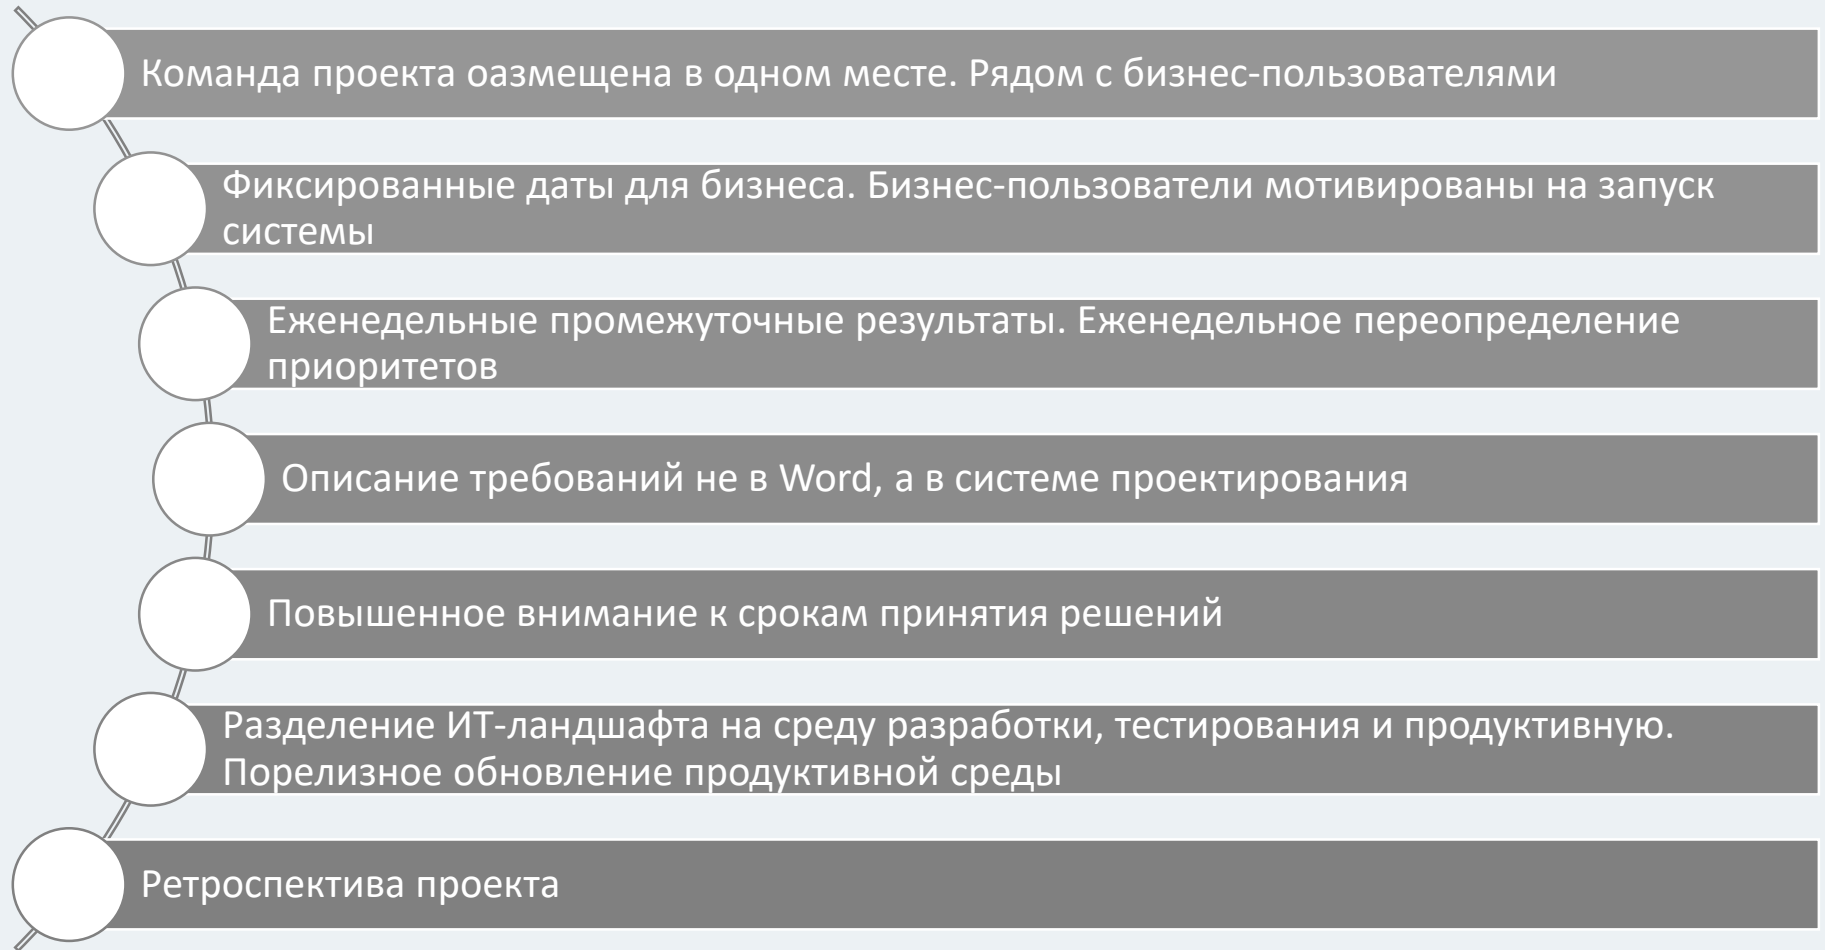 Команда проекта оазмещена в одном месте. Рядом с бизнес-пользователями
Фиксированные даты для бизнеса. Бизнес-пользователи мотивированы на запуск
системы
Еженедельные промежуточные результаты. Еженедельное переопределение
приоритетов
Описание требований не в Word, а в системе проектирования
Повышенное внимание к срокам принятия решений
Разделение ИТ-ландшафта на среду разработки, тестирования и продуктивную.
Порелизное обновление продуктивной среды
Ретроспектива проекта